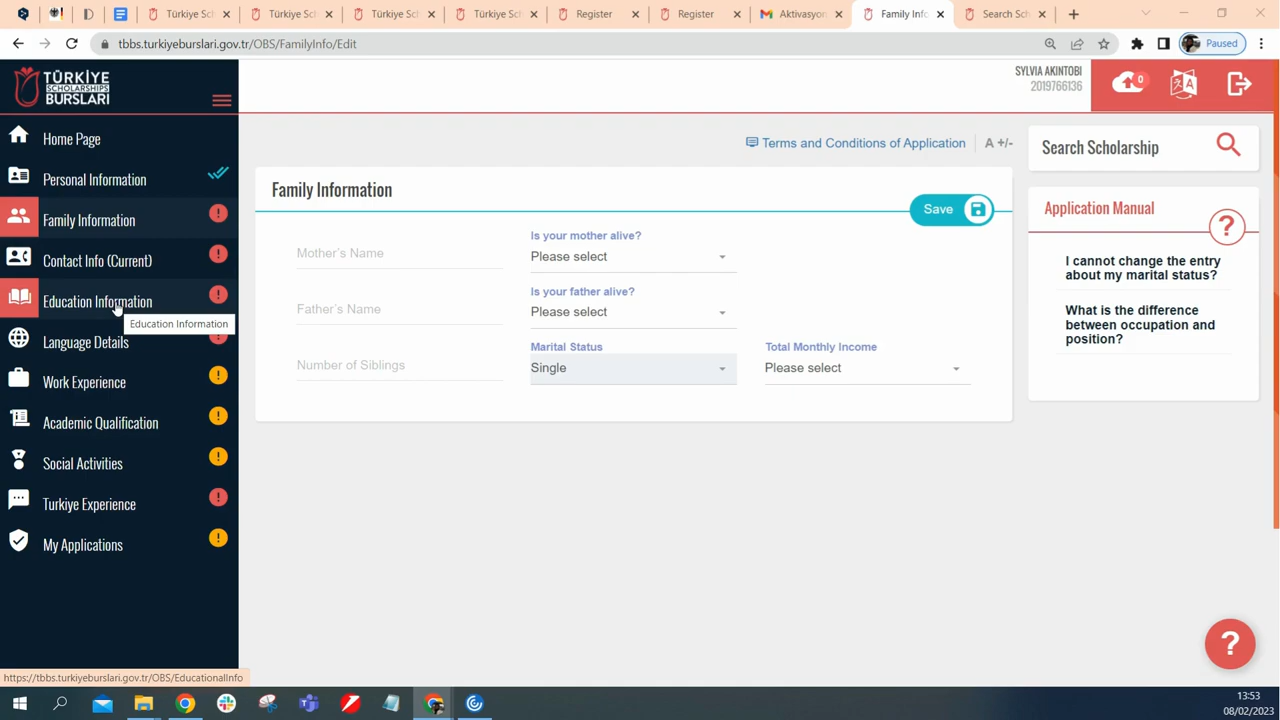 Türkiye Sch
Türkiye Sch
Türkiye Sch
Türkiye Sch
Register
Register
Aktivasyon
Family Info
Search Sch
tbbs.turkiyeburslari.gov.tr/OBS/FamilyInfo/Edit
Paused
TÜRKİYE
SCHOLARSHIPS
BURSLARI
SYLVIA AKINTOBI
2019766136
0
Home Page
Personal Information
Family Information
Contact Info (Current)
Education Information
Education Information
Language Details
Work Experience
Academic Qualification
Social Activities
Turkiye Experience
My Applications
https://tbbs.turkiyeburslari.gov.tr/OBS/EducationalInfo
Terms and Conditions of Application
A +/-
Family Information
Save
Mother's Name
Is your mother alive?
Please select
Father's Name
Is your father alive?
Please select
Number of Siblings
Marital Status
Single
Total Monthly Income
Please select
Search Scholarship
Application Manual
?
I cannot change the entry
about my marital status?
What is the difference
between occupation and
position?
?
13:53
08/02/2023